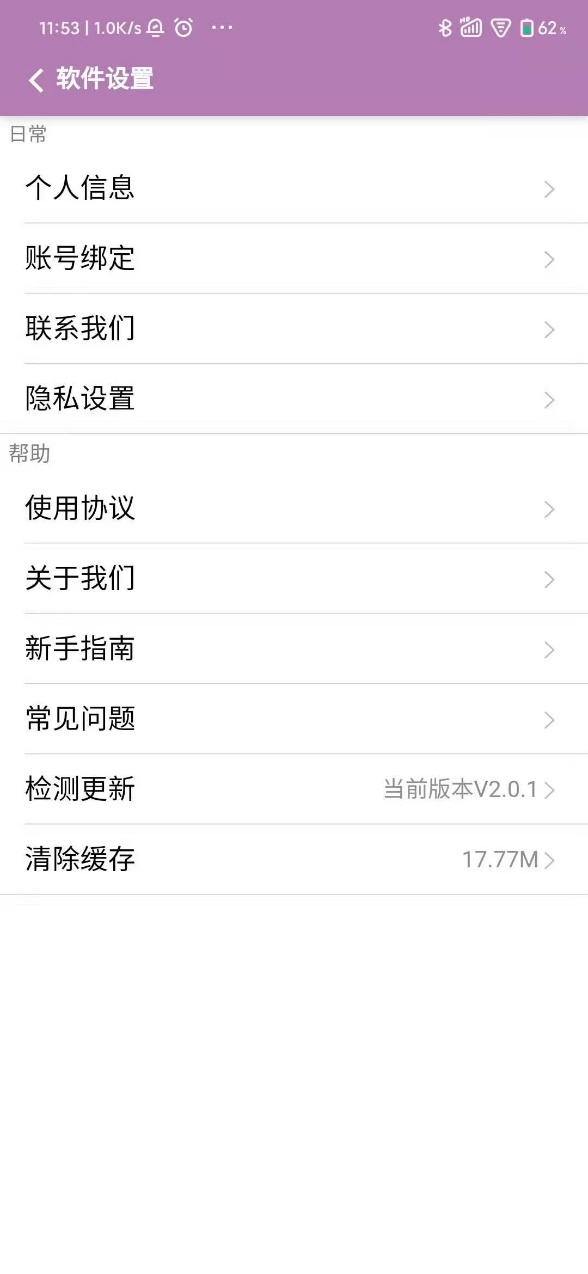 11:53 | 1.0K/s ... 62%
软件设置
日常
个人信息
账号绑定
联系我们
隐私设置
帮助
使用协议
关于我们
新手指南
常见问题
检测更新 当前版本V2.0.1
清除缓存 17.77M